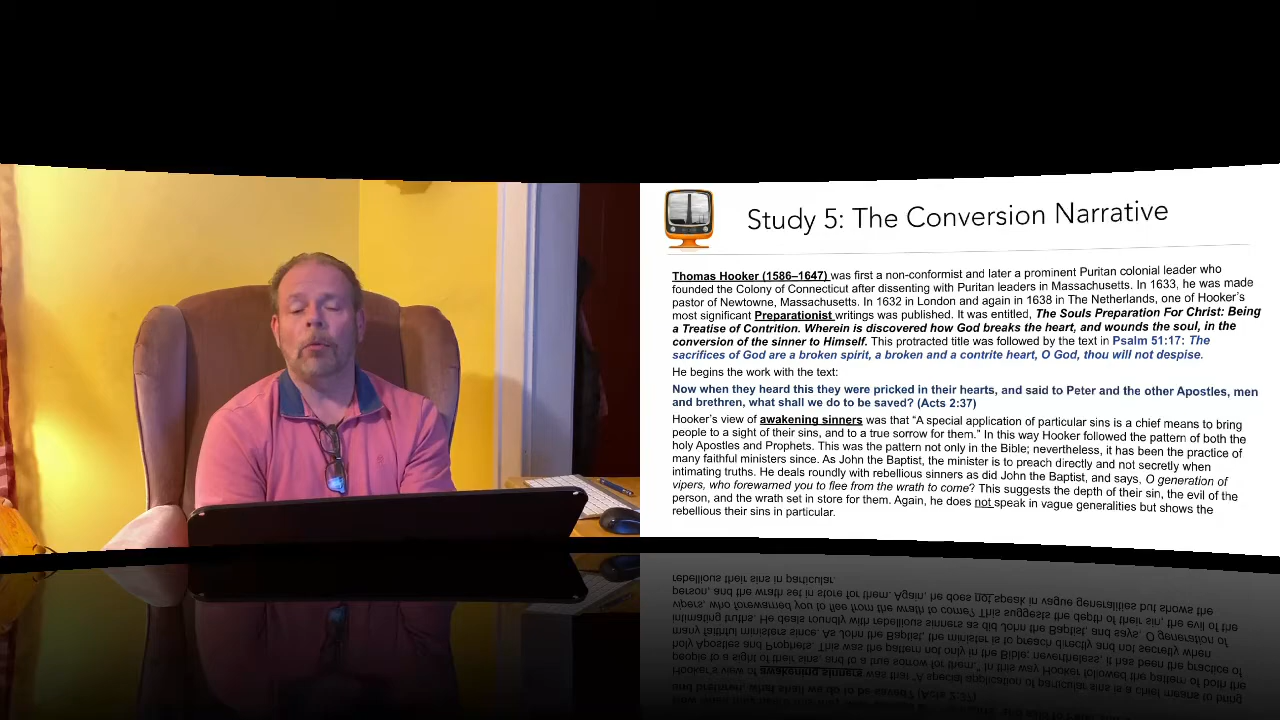 Study 5: The Conversion Narrative
Thomas Hooker (1586–1647) was first a non-conformist and later a prominent Puritan colonial leader who
founded the Colony of Connecticut after dissenting with Puritan leaders in Massachusetts. In 1633, he was made
pastor of Newtowne, Massachusetts. In 1632 in London and again in 1638 in The Netherlands, one of Hooker's
most significant Preparationist writings was published. It was entitled, The Souls Preparation For Christ: Being
a Treatise of Contrition. Wherein is discovered how God breaks the heart, and wounds the soul, in the
conversion of the sinner to Himself. This protracted title was followed by the text in Psalm 51:17: The
sacrifices of God are a broken spirit, a broken and a contrite heart, O God, thou will not despise.
He begins the work with the text:
Now when they heard this they were pricked in their hearts, and said to Peter and the other Apostles, men
and brethren, what shall we do to be saved? (Acts 2:37)
Hooker's view of awakening sinners was that “A special application of particular sins is a chief means to bring
people to a sight of their sins, and to a true sorrow for them.” In this way Hooker followed the pattern of both the
holy Apostles and Prophets. This was the pattern not only in the Bible; nevertheless, it has been the practice of
many faithful ministers since. As John the Baptist, the minister is to preach directly and not secretly when
intimating truths. He deals roundly with rebellious sinners as did John the Baptist, and says, O generation of
vipers, who forewarned you to flee from the wrath to come? This suggests the depth of their sin, the evil of the
person, and the wrath set in store for them. Again, he does not speak in vague generalities but shows the
rebellious their sins in particular.